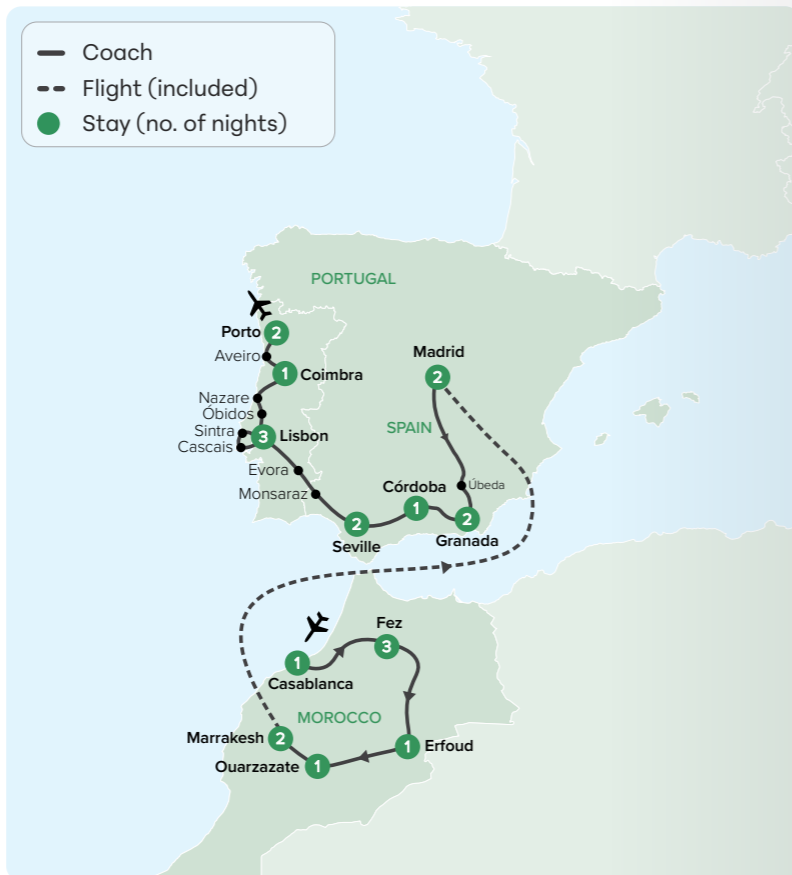 Coach
Flight (included)
Stay (no. of nights)
PORTUGAL
Porto 2
Aveiro
1 Coimbra
Madrid
2
Nazare
Óbidos
Sintra
3 Lisbon
Cascais
SPAIN
Evora
Monsaraz
Córdoba
1
Úbeda
2
Seville
2
Granada
Fez
3
1
Casablanca
MOROCCO
Marrakesh 2
1 Erfoud
Ouarzazate 1